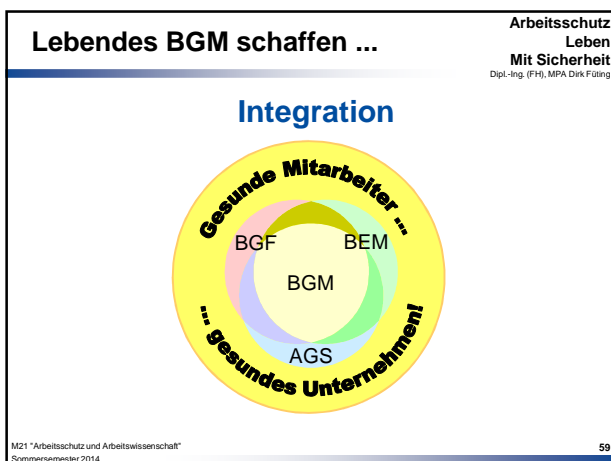 Lebendes BGM schaffen ...
Arbeitsschutz
Leben
Mit Sicherheit
Dipl.-Ing. (FH), MPA Dirk Füting
Integration
Gesunde Mitarbeiter ...
BGF
BEM
BGM
AGS
... gesundes Unternehmen!
M21 "Arbeitsschutz und Arbeitswissenschaft"
Sommersemester 2014
59